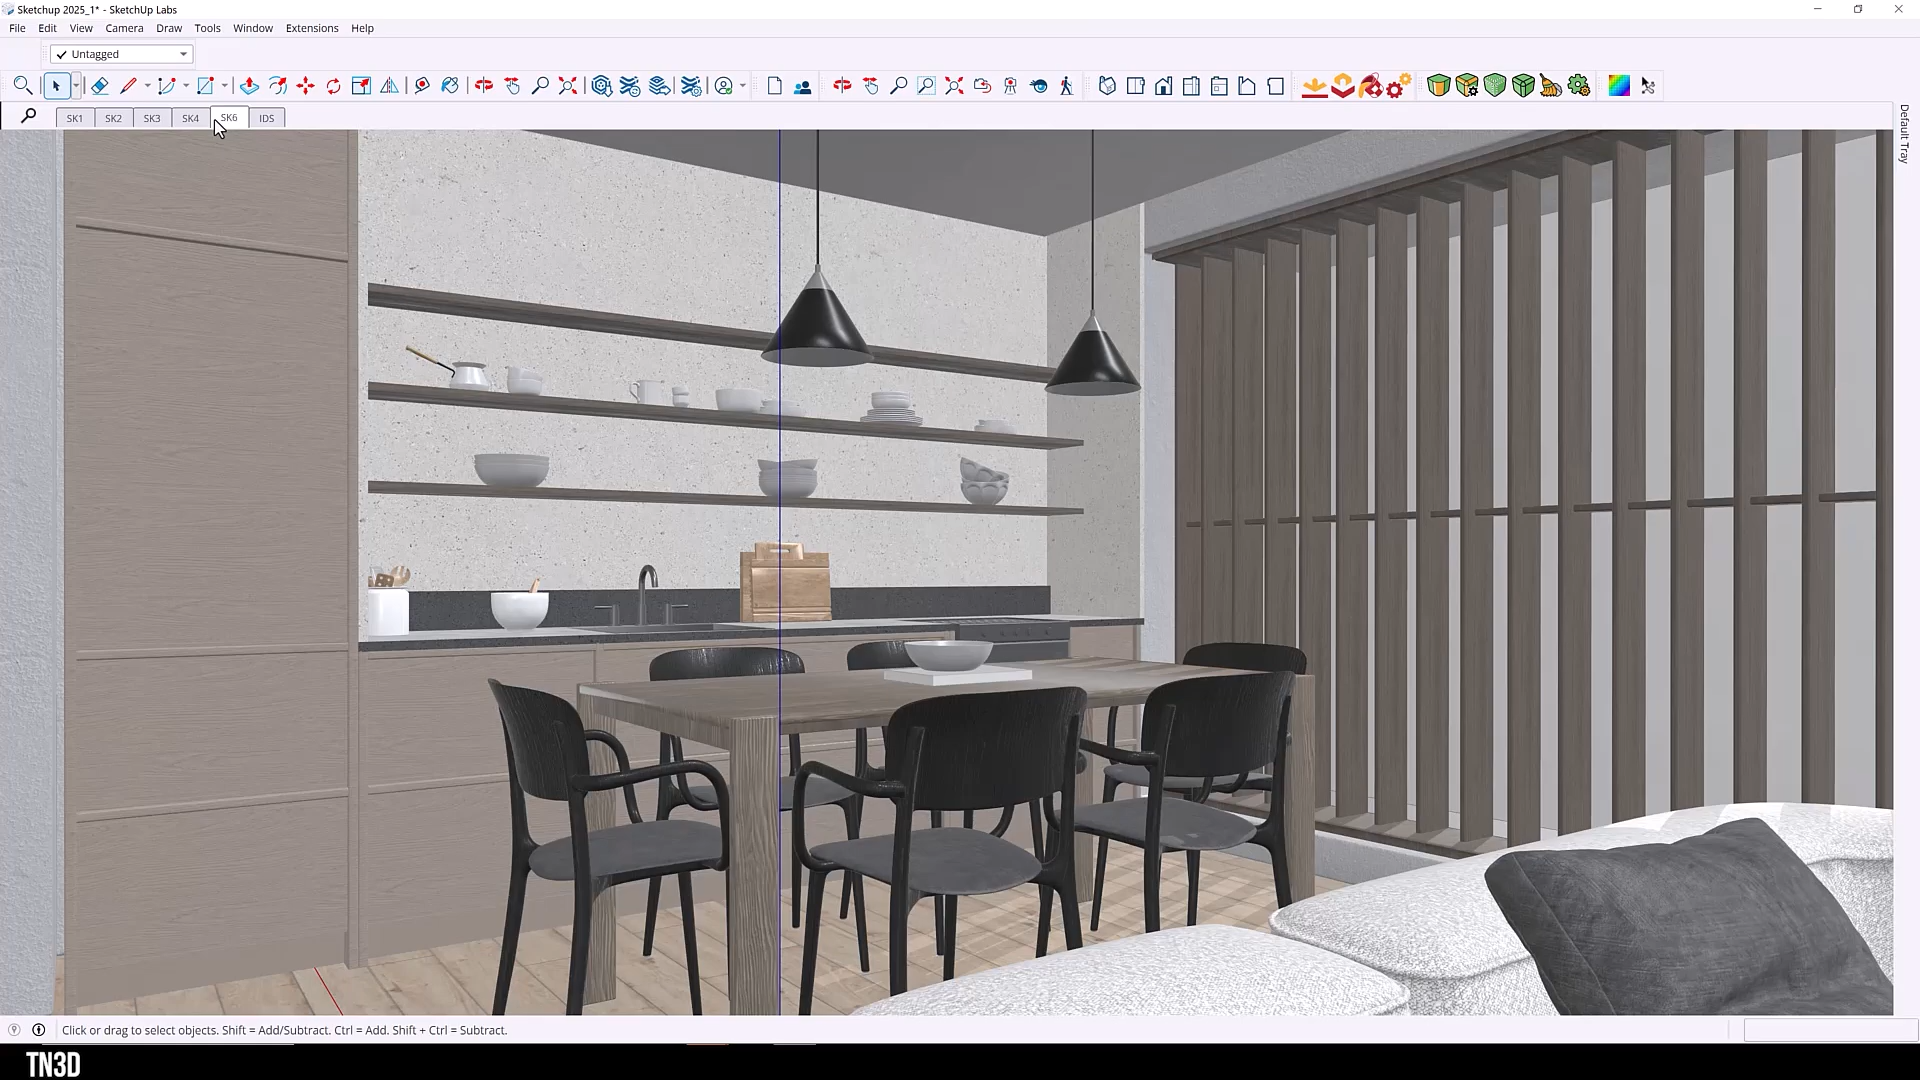 Sketchup 2025_1* - SketchUp Labs
File Edit View Camera Draw Tools Window Extensions Help
Untagged
SK1 SK2 SK3 SK4 SK6 IDS
Default Tray
Click or drag to select objects. Shift = Add/Subtract. Ctrl = Add. Shift + Ctrl = Subtract.
TN3D